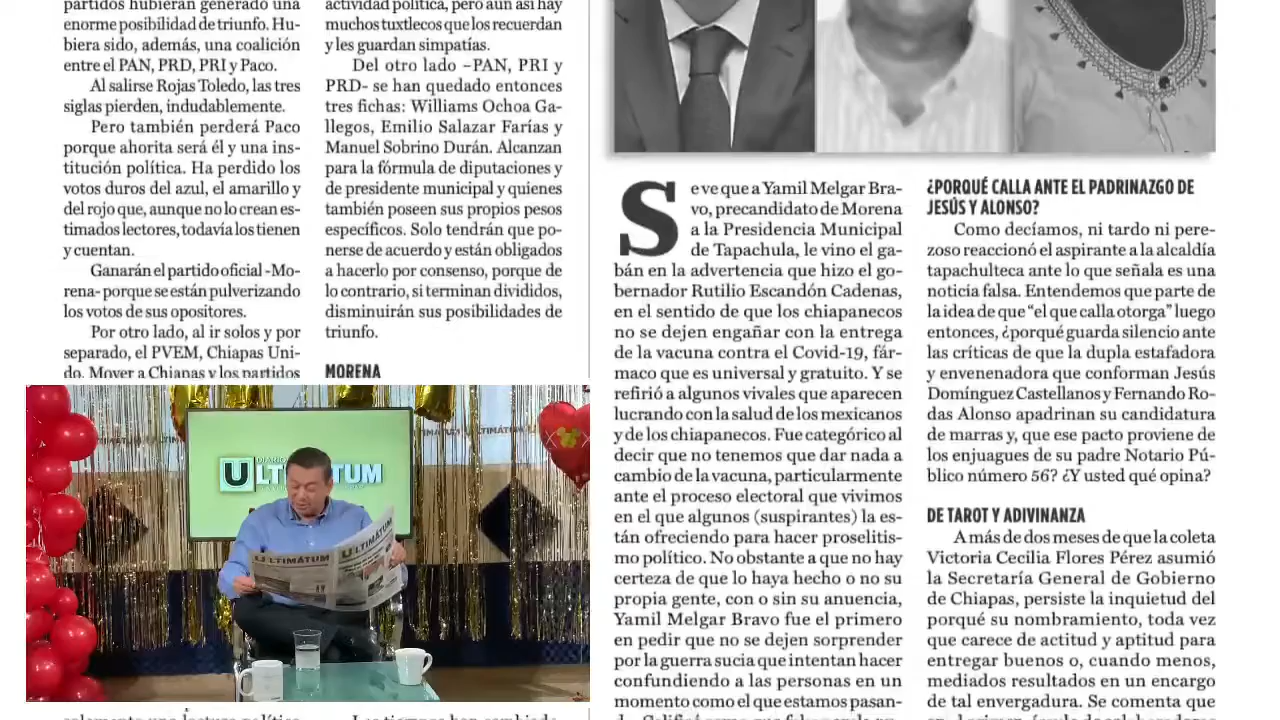 partidos hubieran generado una
enorme posibilidad de triunfo. Hu-
biera sido, además, una coalición
entre el PAN, PRD, PRI y Paco.
Al salirse Rojas Toledo, las tres
siglas pierden, indudablemente.
Pero también perderá Paco
porque ahorita será él y una ins-
titución política. Ha perdido los
votos duros del azul, el amarillo y
del rojo que, aunque no lo crean es-
timados lectores, todavía los tienen
y cuentan.
Ganarán el partido oficial -Mo-
rena- porque se están pulverizando
los votos de sus opositores.
Por otro lado, al ir solos y por
separado, el PVEM, Chiapas Uni-
do, Mover a Chiapas y los partidos
actividad política, pero aún así hay
muchos tuxtlecos que los recuerdan
y les guardan simpatías.
Del otro lado –PAN, PRI y
PRD- se han quedado entonces
tres fichas: Williams Ochoa Ga-
llegos, Emilio Salazar Farías y
Manuel Sobrino Durán. Alcanzan
para la fórmula de diputaciones y
de presidente municipal y quienes
también poseen sus propios pesos
específicos. Solo tendrán que po-
nerse de acuerdo y están obligados
a hacerlo por consenso, porque de
lo contrario, si terminan divididos,
disminuirán sus posibilidades de
triunfo.
MORENA
DIARIO
ULTIMÁTUM
ULTIMÁTUM
ULTIMÁTUM
Se ve que a Yamil Melgar Bra-
vo, precandidato de Morena
a la Presidencia Municipal
de Tapachula, le vino el ga-
bán en la advertencia que hizo el go-
bernador Rutilio Escandón Cadenas,
en el sentido de que los chiapanecos
no se dejen engañar con la entrega
de la vacuna contra el Covid-19, fár-
maco que es universal y gratuito. Y se
refirió a algunos vivales que aparecen
lucrando con la salud de los mexicanos
y de los chiapanecos. Fue categórico al
decir que no tenemos que dar nada a
cambio de la vacuna, particularmente
ante el proceso electoral que vivimos
en el que algunos (suspirantes) la es-
tán ofreciendo para hacer proselitis-
mo político. No obstante a que no hay
certeza de que lo haya hecho o no su
propia gente, con o sin su anuencia,
Yamil Melgar Bravo fue el primero
en pedir que no se dejen sorprender
por la guerra sucia que intentan hacer
confundiendo a las personas en un
momento como el que estamos pasan-
¿PORQUÉ CALLA ANTE EL PADRINAZGO DE
JESÚS Y ALONSO?
Como decíamos, ni tardo ni pere-
zoso reaccionó el aspirante a la alcaldía
tapachulteca ante lo que señala es una
noticia falsa. Entendemos que parte de
la idea de que “el que calla otorga” luego
entonces, ¿porqué guarda silencio ante
las críticas de que la dupla estafadora
y envenenadora que conforman Jesús
Domínguez Castellanos y Fernando Ro-
das Alonso apadrinan su candidatura
de marras y, que ese pacto proviene de
los enjuagues de su padre Notario Pú-
blico número 56? ¿Y usted qué opina?
DE TAROT Y ADIVINANZA
A más de dos meses de que la coleta
Victoria Cecilia Flores Pérez asumió
la Secretaría General de Gobierno
de Chiapas, persiste la inquietud del
porqué su nombramiento, toda vez
que carece de actitud y aptitud para
entregar buenos o, cuando menos,
mediados resultados en un encargo
de tal envergadura. Se comenta que